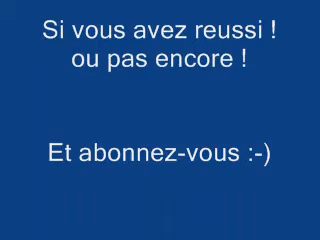 Si vous avez reussi !
ou pas encore !
Et abonnez-vous :-)